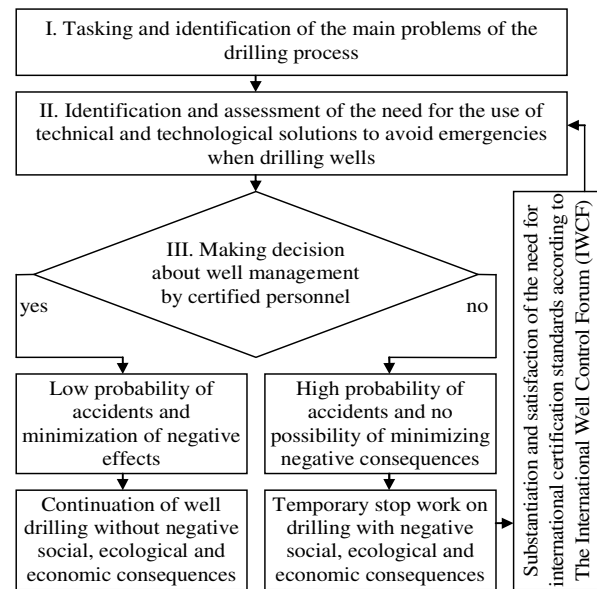 I. Tasking and identification of the main problems of the
drilling process
II. Identification and assessment of the need for the use of
technical and technological solutions to avoid emergencies
when drilling wells
III. Making decision
about well management
by certified personnel
yes
no
Low probability of
accidents and
minimization of negative
effects
High probability of
accidents and no
possibility of minimizing
negative consequences
Continuation of well
drilling without negative
social, ecological and
economic consequences
Temporary stop work on
drilling with negative
social, ecological and
economic consequences
Substantiation and satisfaction of the need for
international certification standards according to
The International Well Control Forum (IWCF)